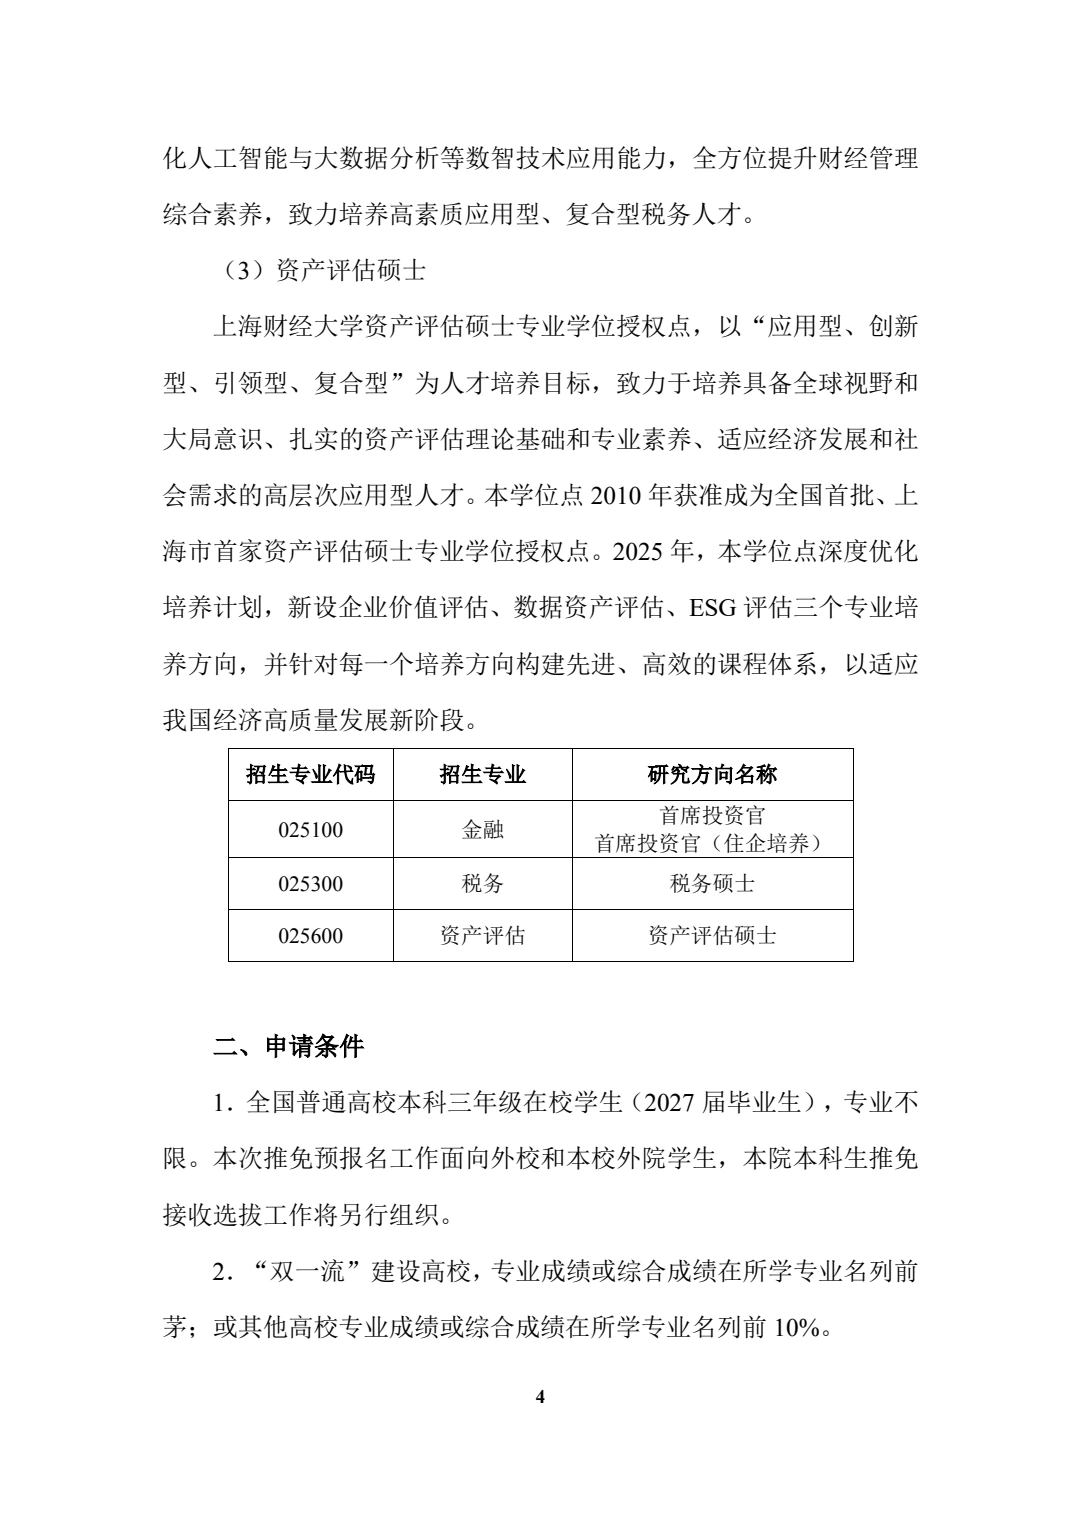 化人工智能与大数据分析等数智技术应用能力，全方位提升财经管理
综合素养，致力培养高素质应用型、复合型税务人才。
（3）资产评估硕士
上海财经大学资产评估硕士专业学位授权点，以“应用型、创新
型、引领型、复合型”为人才培养目标，致力于培养具备全球视野和
大局意识、扎实的资产评估理论基础和专业素养、适应经济发展和社
会需求的高层次应用型人才。本学位点 2010 年获准成为全国首批、上
海市首家资产评估硕士专业学位授权点。2025 年，本学位点深度优化
培养计划，新设企业价值评估、数据资产评估、ESG 评估三个专业培
养方向，并针对每一个培养方向构建先进、高效的课程体系，以适应
我国经济高质量发展新阶段。
招生专业代码 招生专业 研究方向名称
025100 金融 首席投资官
首席投资官（住企培养）
025300 税务 税务硕士
025600 资产评估 资产评估硕士
二、申请条件
1．全国普通高校本科三年级在校学生（2027 届毕业生），专业不
限。本次推免预报名工作面向外校和本校外院学生，本院本科生推免
接收选拔工作将另行组织。
2．“双一流”建设高校，专业成绩或综合成绩在所学专业名列前
茅；或其他高校专业成绩或综合成绩在所学专业名列前 10%。
4